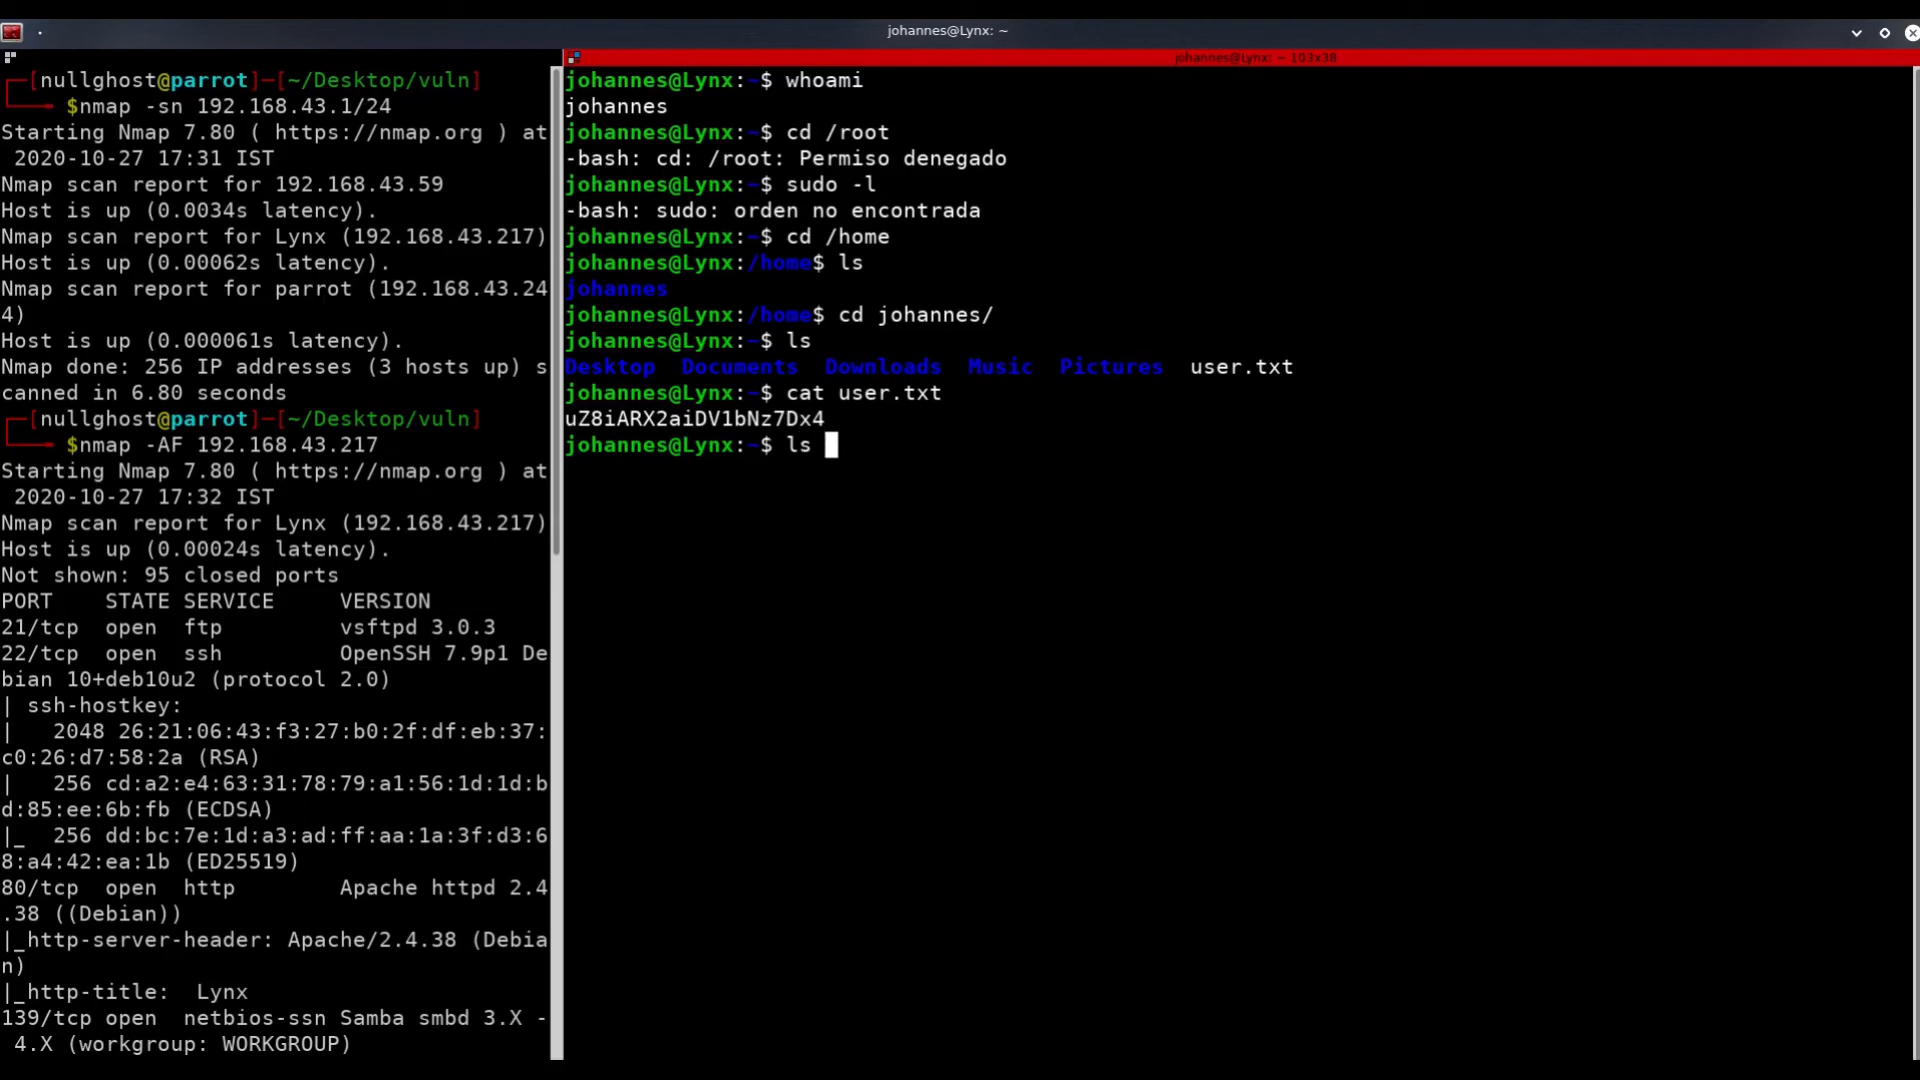 johannes@Lynx: ~
[nullghost@parrot]-[~/Desktop/vuln]
$nmap -sn 192.168.43.1/24
Starting Nmap 7.80 ( https://nmap.org ) at
2020-10-27 17:31 IST
Nmap scan report for 192.168.43.59
Host is up (0.0034s latency).
Nmap scan report for Lynx (192.168.43.217)
Host is up (0.00062s latency).
Nmap scan report for parrot (192.168.43.24
4)
Host is up (0.000061s latency).
Nmap done: 256 IP addresses (3 hosts up) s
canned in 6.80 seconds
[nullghost@parrot]-[~/Desktop/vuln]
$nmap -AF 192.168.43.217
Starting Nmap 7.80 ( https://nmap.org ) at
2020-10-27 17:32 IST
Nmap scan report for Lynx (192.168.43.217)
Host is up (0.00024s latency).
Not shown: 95 closed ports
PORT    STATE SERVICE     VERSION
21/tcp  open  ftp         vsftpd 3.0.3
22/tcp  open  ssh         OpenSSH 7.9p1 De
bian 10+deb10u2 (protocol 2.0)
| ssh-hostkey:
|   2048 26:21:06:43:f3:27:b0:2f:df:eb:37:
c0:26:d7:58:2a (RSA)
|   256 cd:a2:e4:63:31:78:79:a1:56:1d:1d:b
d:85:ee:6b:fb (ECDSA)
|_  256 dd:bc:7e:1d:a3:ad:ff:aa:1a:3f:d3:6
8:a4:42:ea:1b (ED25519)
80/tcp  open  http        Apache httpd 2.4
.38 ((Debian))
|_http-server-header: Apache/2.4.38 (Debia
n)
|_http-title:  Lynx
139/tcp open  netbios-ssn Samba smbd 3.X -
4.X (workgroup: WORKGROUP)
johannes@Lynx: ~ 103x38
johannes@Lynx:~$ whoami
johannes
johannes@Lynx:~$ cd /root
-bash: cd: /root: Permiso denegado
johannes@Lynx:~$ sudo -l
-bash: sudo: orden no encontrada
johannes@Lynx:~$ cd /home
johannes@Lynx:/home$ ls
johannes
johannes@Lynx:/home$ cd johannes/
johannes@Lynx:~$ ls
Desktop  Documents  Downloads  Music  Pictures  user.txt
johannes@Lynx:~$ cat user.txt
uZ8iARX2aiDV1bNz7Dx4
johannes@Lynx:~$ ls